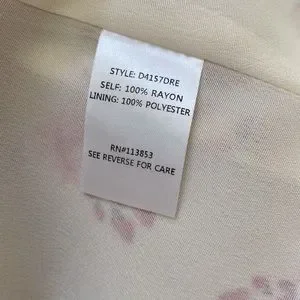 STYLE: D4157DRE
SELF: 100% RAYON
LINING: 100% POLYESTER
RN#113853
SEE REVERSE FOR CARE